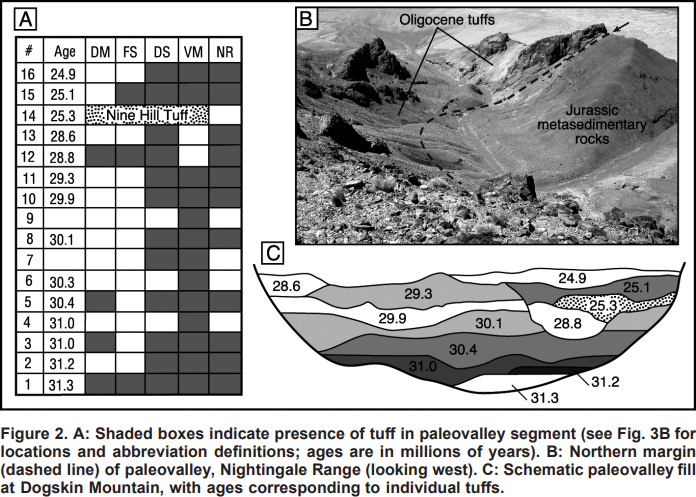 A
# Age DM FS DS VM NR
16 24.9
15 25.1
14 25.3 Nine Hill Tuff
13 28.6
12 28.8
11 29.3
10 29.9
9
8 30.1
7
6 30.3
5 30.4
4 31.0
3 31.0
2 31.2
1 31.3
B
Oligocene tuffs
Jurassic
metasedimentary
rocks
C
28.6
29.3
24.9
25.1
25.3
29.9
30.1
28.8
30.4
31.0
31.2
31.3
Figure 2. A: Shaded boxes indicate presence of tuff in paleovalley segment (see Fig. 3B for
locations and abbreviation definitions; ages are in millions of years). B: Northern margin
(dashed line) of paleovalley, Nightingale Range (looking west). C: Schematic paleovalley fill
at Dogskin Mountain, with ages corresponding to individual tuffs.